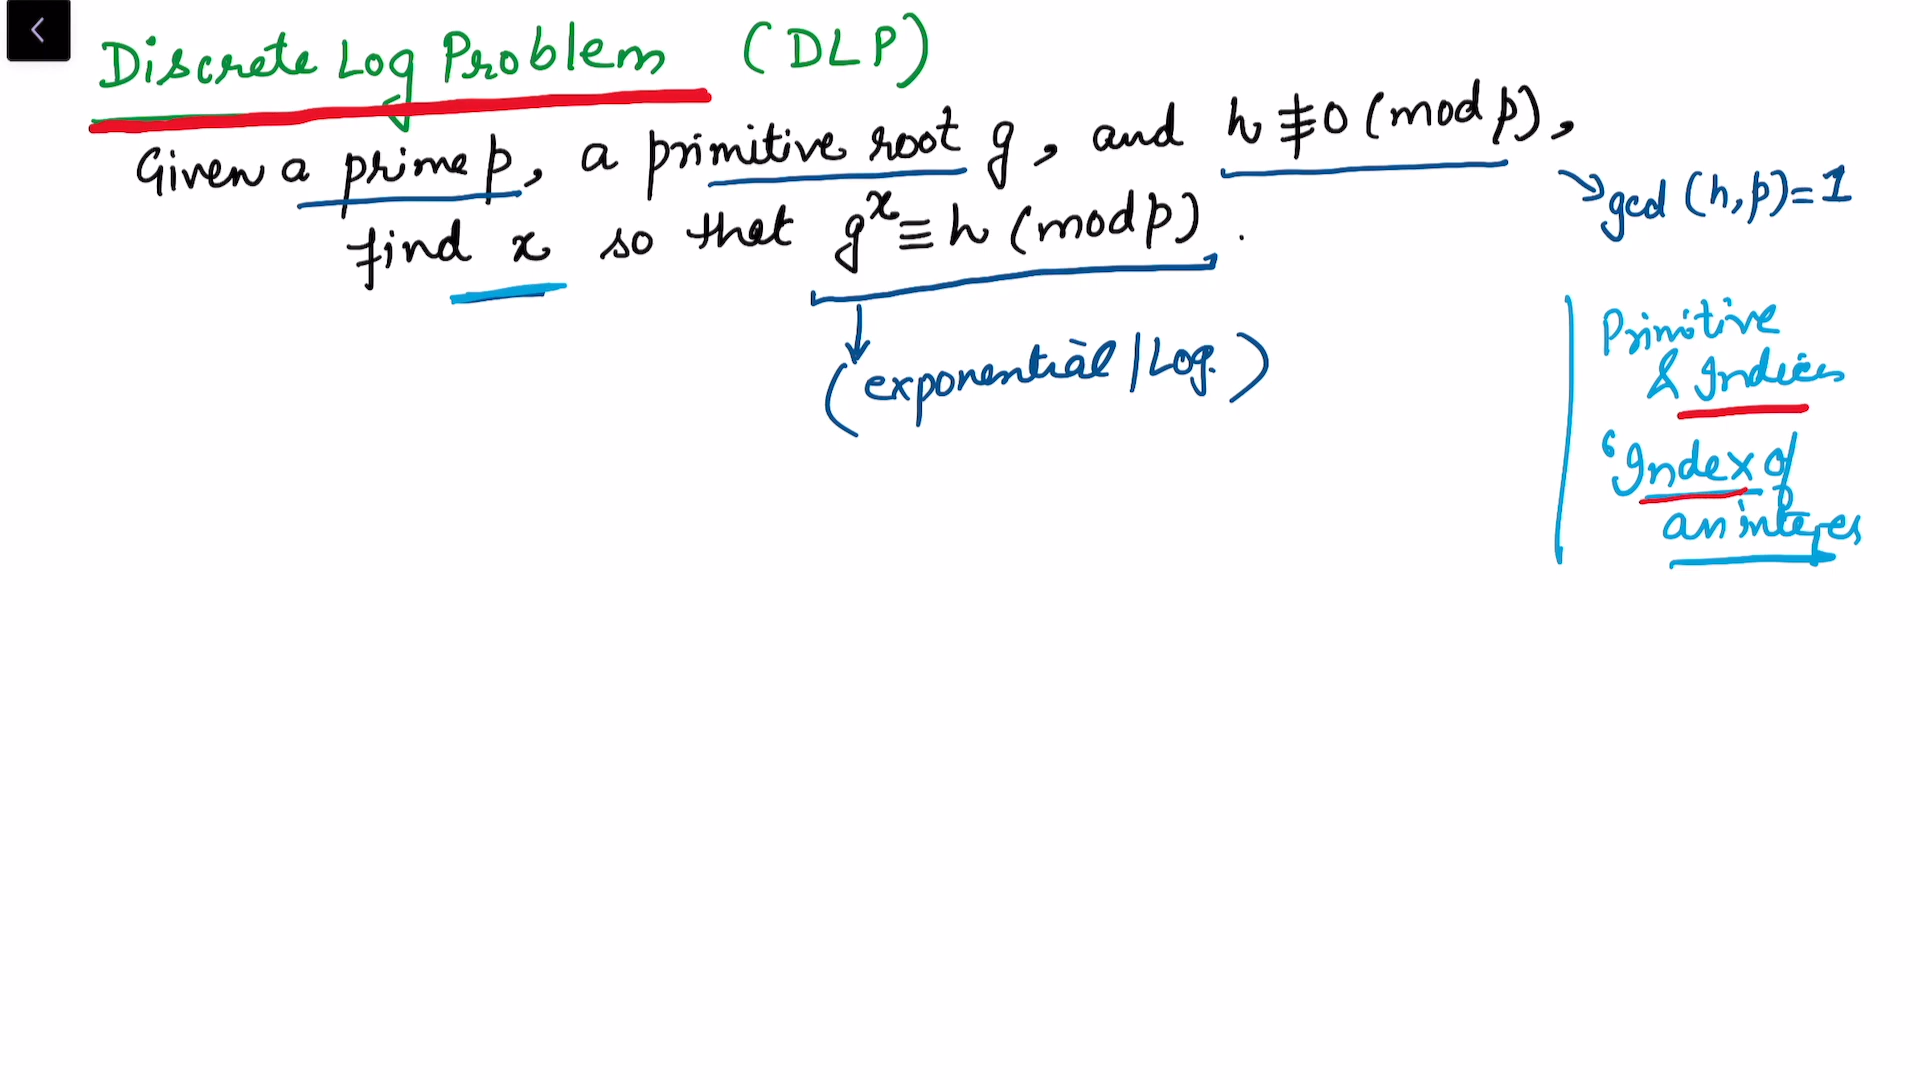 Discrete Log Problem (DLP)
Given a prime p, a primitive root g, and h ≢ 0 (mod p),
→ gcd (h, p) = 1
find x so that g^x ≡ h (mod p).
(exponential / Log.)
Primitive
& Indices
'Index of
an integer